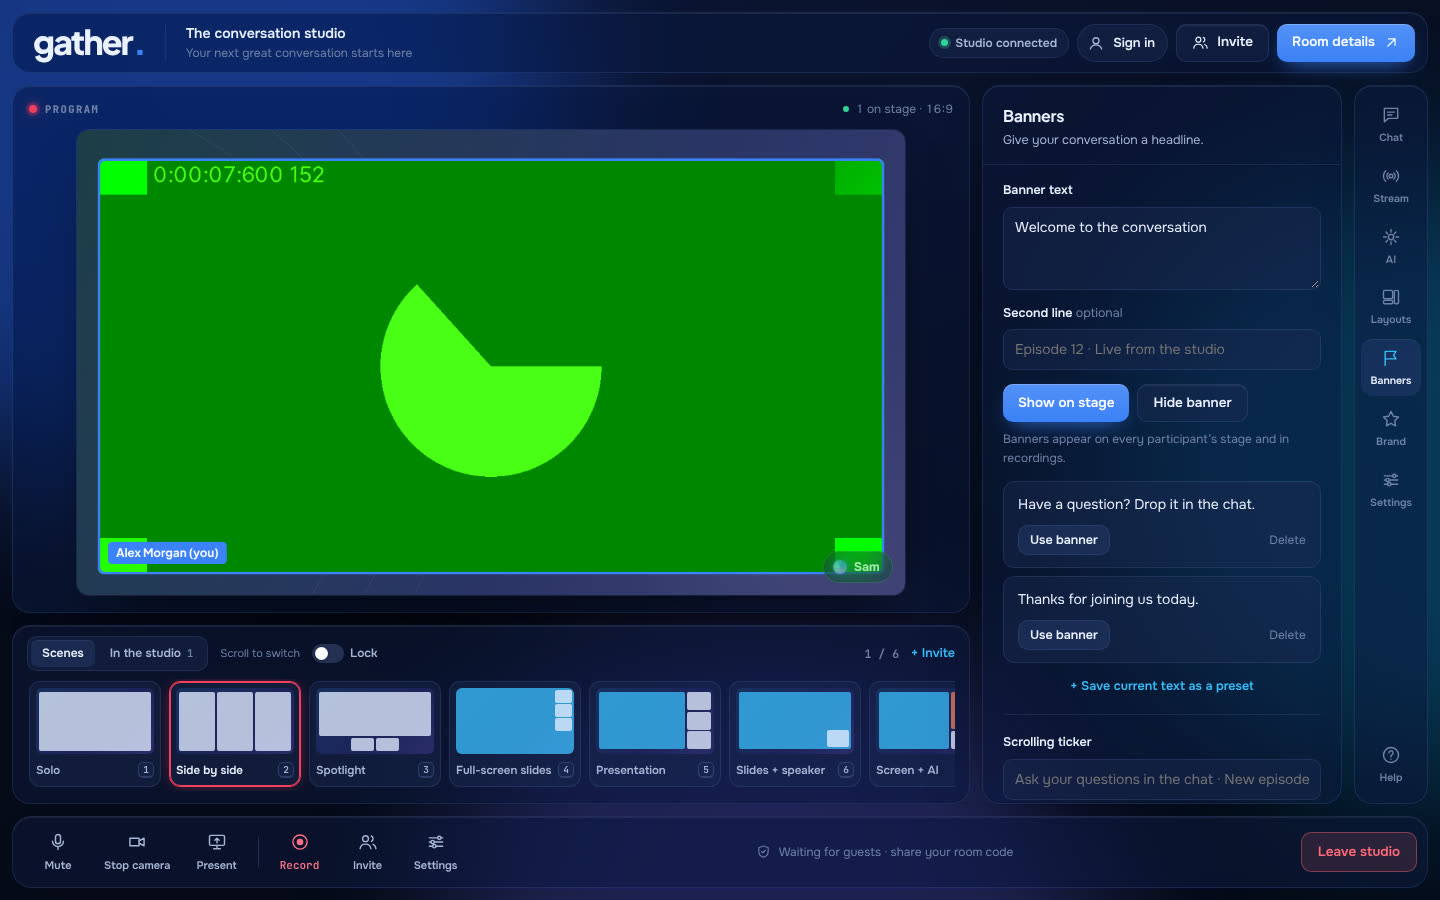 gather.
The conversation studio
Your next great conversation starts here
Studio connected
Sign in
Invite
Room details
PROGRAM
1 on stage · 16:9
0:00:07:600 152
Alex Morgan (you)
Sam
Scenes
In the studio 1
Scroll to switch
Lock
1 / 6
+ Invite
Solo 1
Side by side 2
Spotlight 3
Full-screen slides 4
Presentation 5
Slides + speaker 6
Screen + AI
Banners
Give your conversation a headline.
Banner text
Welcome to the conversation
Second line optional
Episode 12 · Live from the studio
Show on stage
Hide banner
Banners appear on every participant's stage and in
recordings.
Have a question? Drop it in the chat.
Use banner
Delete
Thanks for joining us today.
Use banner
Delete
+ Save current text as a preset
Scrolling ticker
Ask your questions in the chat · New episode
Chat
Stream
AI
Layouts
Banners
Brand
Settings
Help
Mute
Stop camera
Present
Record
Invite
Settings
Waiting for guests · share your room code
Leave studio